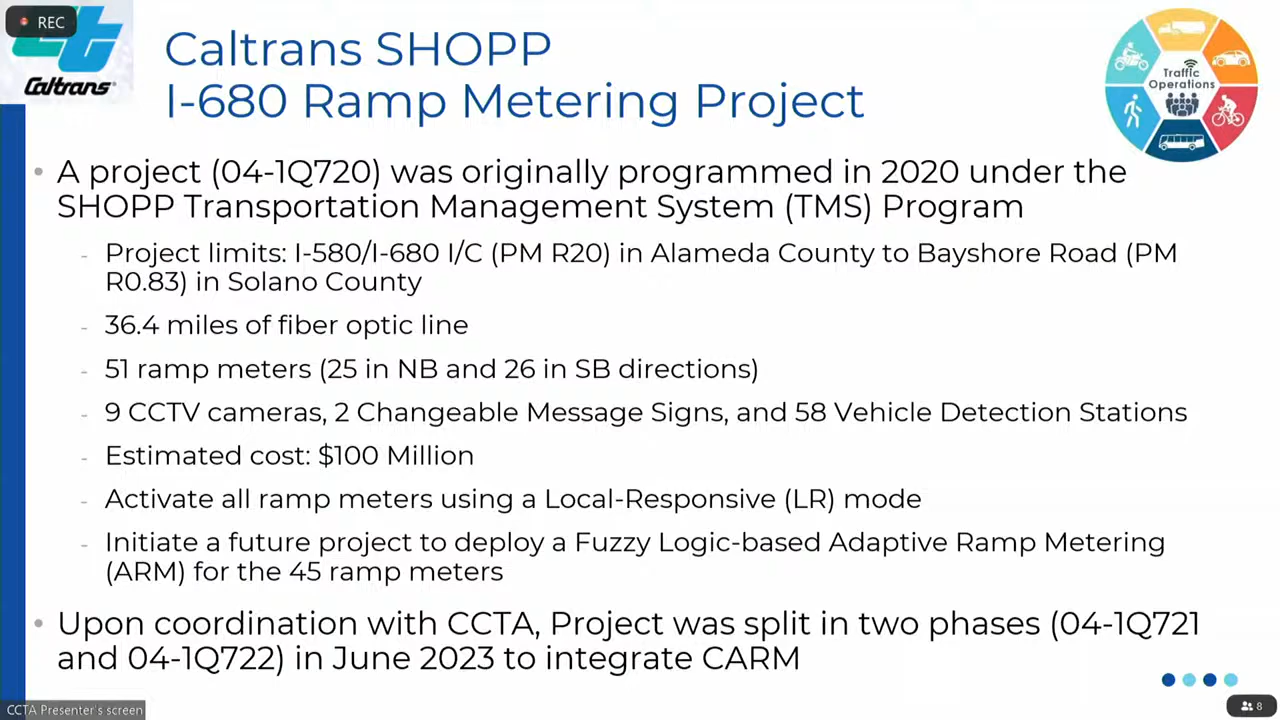 REC
Caltrans
Caltrans SHOPP
I-680 Ramp Metering Project
Traffic
Operations
• A project (04-1Q720) was originally programmed in 2020 under the
SHOPP Transportation Management System (TMS) Program
- Project limits: I-580/I-680 I/C (PM R20) in Alameda County to Bayshore Road (PM
R0.83) in Solano County
- 36.4 miles of fiber optic line
- 51 ramp meters (25 in NB and 26 in SB directions)
- 9 CCTV cameras, 2 Changeable Message Signs, and 58 Vehicle Detection Stations
- Estimated cost: $100 Million
- Activate all ramp meters using a Local-Responsive (LR) mode
- Initiate a future project to deploy a Fuzzy Logic-based Adaptive Ramp Metering
(ARM) for the 45 ramp meters
• Upon coordination with CCTA, Project was split in two phases (04-1Q721
and 04-1Q722) in June 2023 to integrate CARM
CCTA Presenter's screen
8